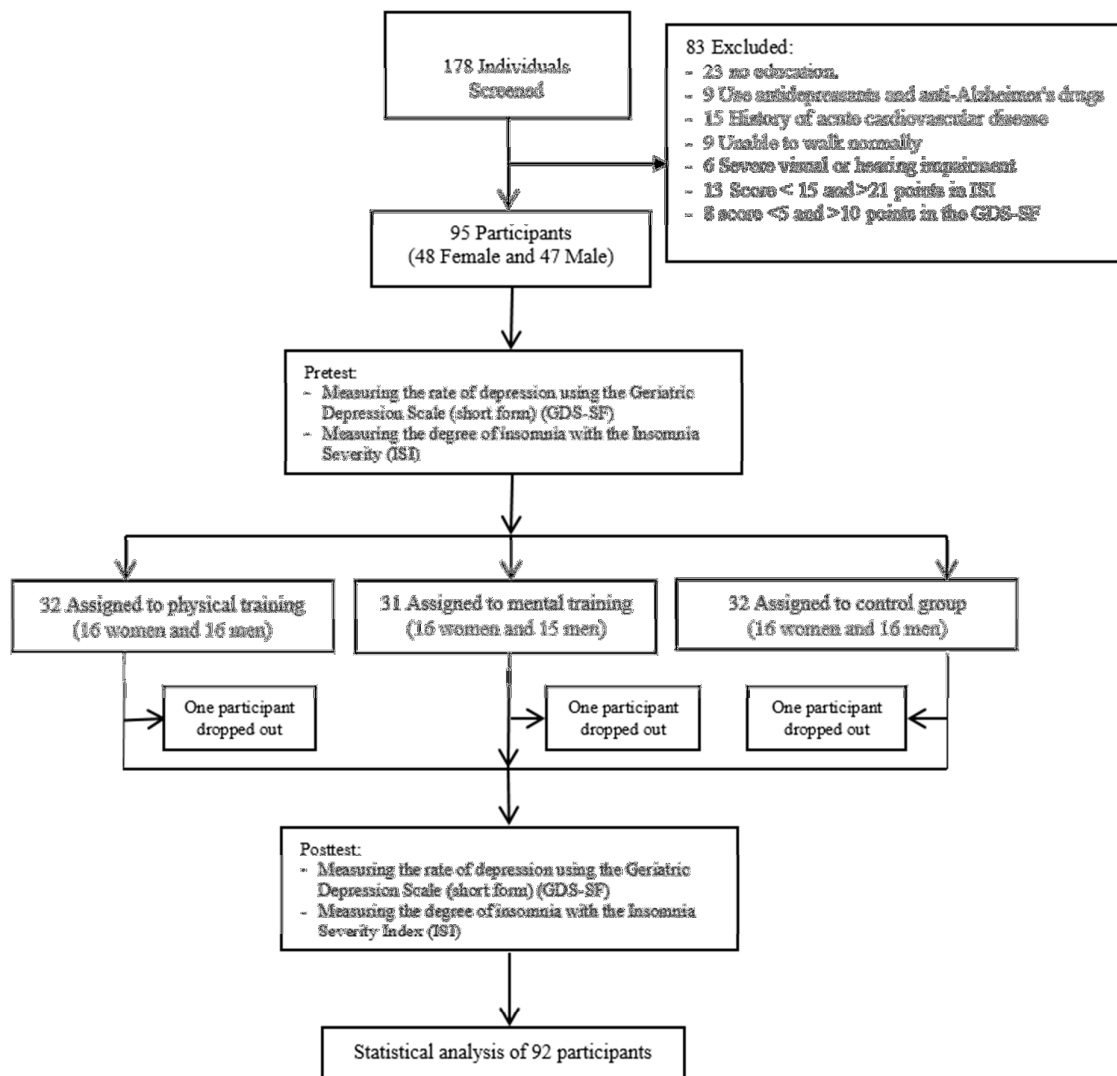 178 Individuals
Screened
83 Excluded:
- 23 no education.
- 9 Use antidepressants and anti-Alzheimer's drugs
- 15 History of acute cardiovascular disease
- 9 Unable to walk normally
- 6 Severe visual or hearing impairment
- 13 Score < 15 and >21 points in ISI
- 8 score <5 and >10 points in the GDS-SF
95 Participants
(48 Female and 47 Male)
Pretest:
- Measuring the rate of depression using the Geriatric
Depression Scale (short form) (GDS-SF)
- Measuring the degree of insomnia with the Insomnia
Severity (ISI)
32 Assigned to physical training
(16 women and 16 men)
31 Assigned to mental training
(16 women and 15 men)
32 Assigned to control group
(16 women and 16 men)
One participant
dropped out
One participant
dropped out
One participant
dropped out
Posttest:
- Measuring the rate of depression using the Geriatric
Depression Scale (short form) (GDS-SF)
- Measuring the degree of insomnia with the Insomnia
Severity Index (ISI)
Statistical analysis of 92 participants